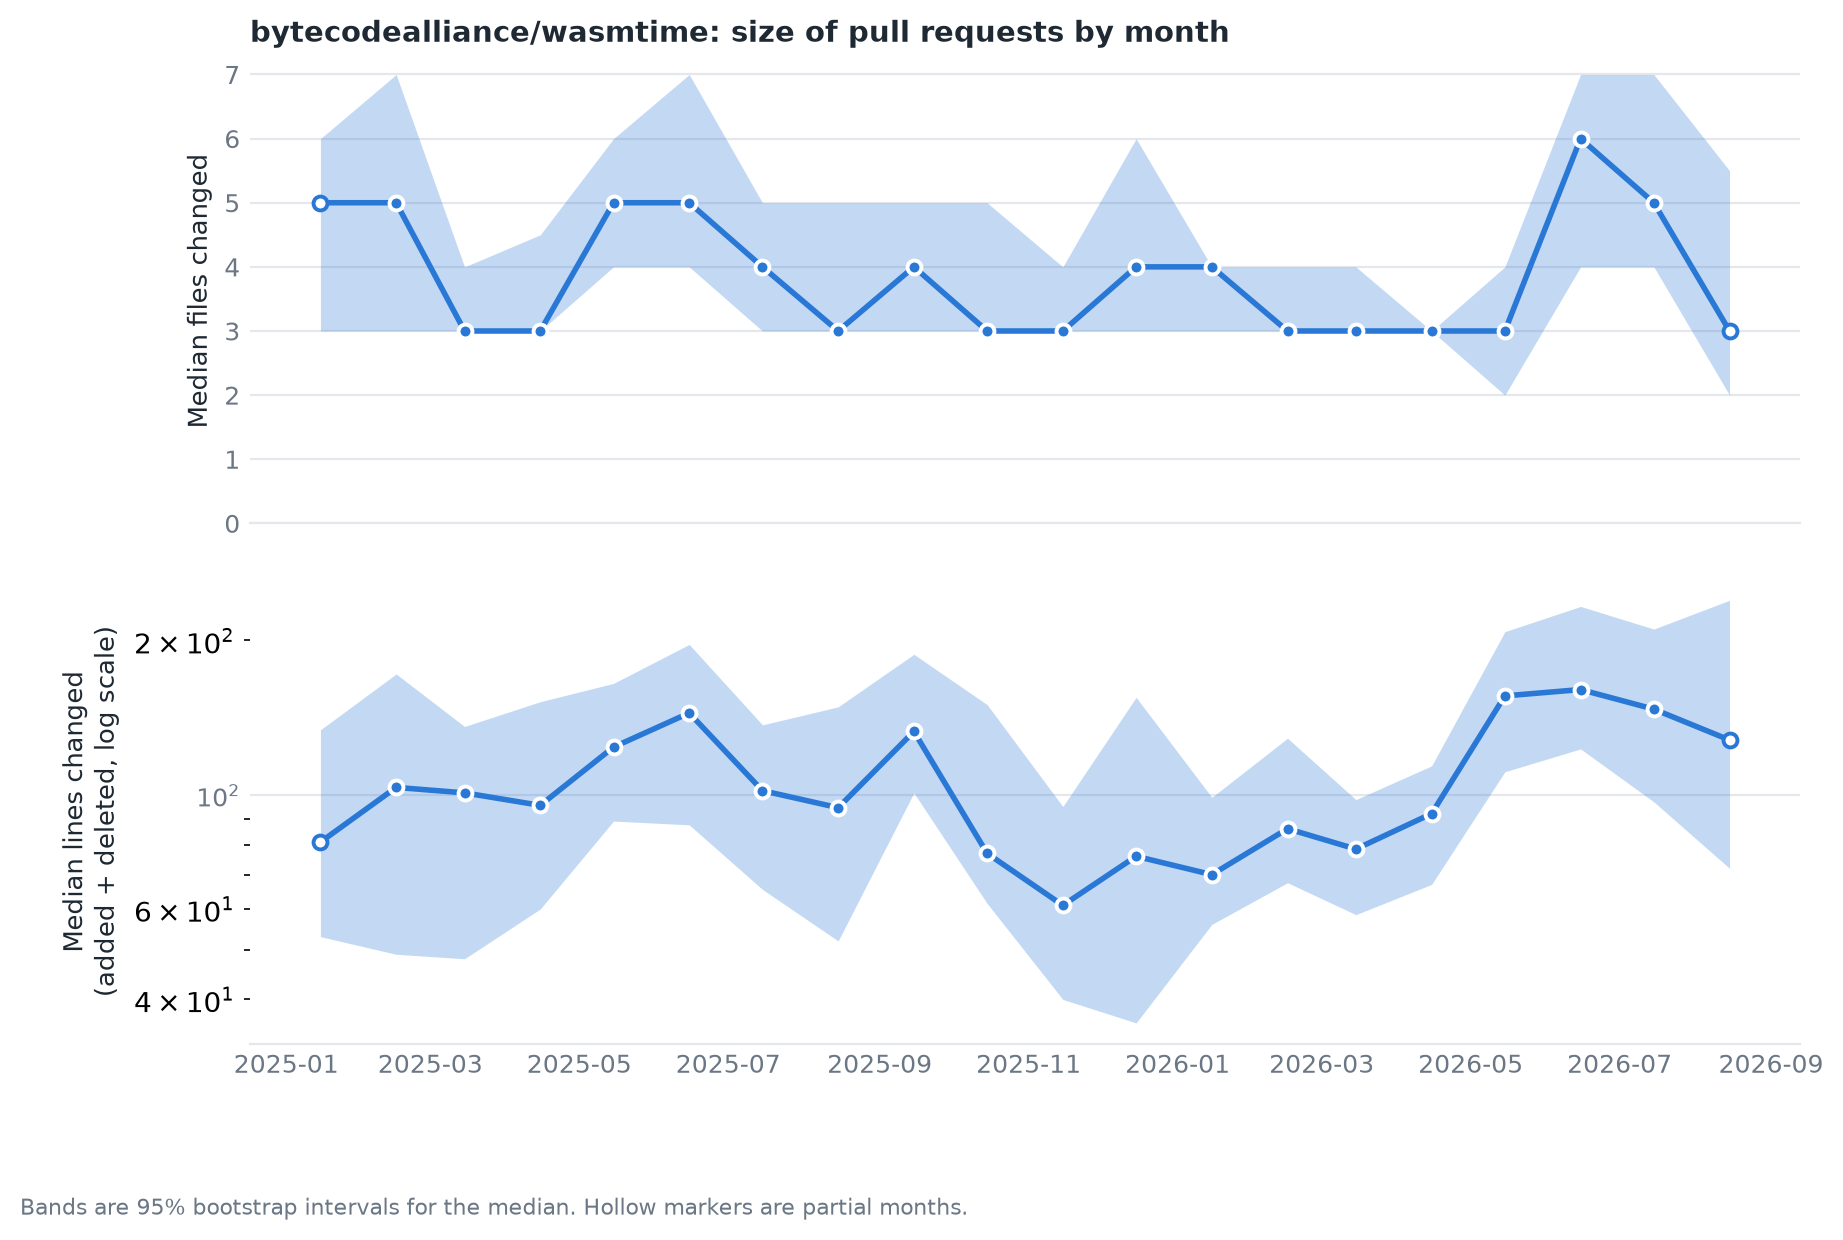 bytecodealliance/wasmtime: size of pull requests by month
7
6
5
4
3
2
1
0
Median files changed
2 × 10²
10²
6 × 10¹
4 × 10¹
Median lines changed
(added + deleted, log scale)
2025-01
2025-03
2025-05
2025-07
2025-09
2025-11
2026-01
2026-03
2026-05
2026-07
2026-09
Bands are 95% bootstrap intervals for the median. Hollow markers are partial months.